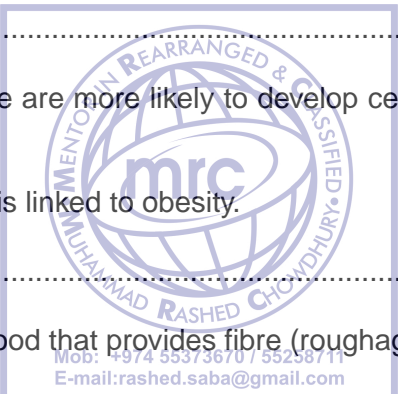 ....................................................
e are more likely to develop ce
is linked to obesity.
....................................................
ood that provides fibre (roughag
REARRANGED & CLASSIFIED
mrc
MENTOR IN
MUHAMMAD RASHED CHOWDHURY
Mob: +974 55373670 / 55258711
E-mail:rashed.saba@gmail.com